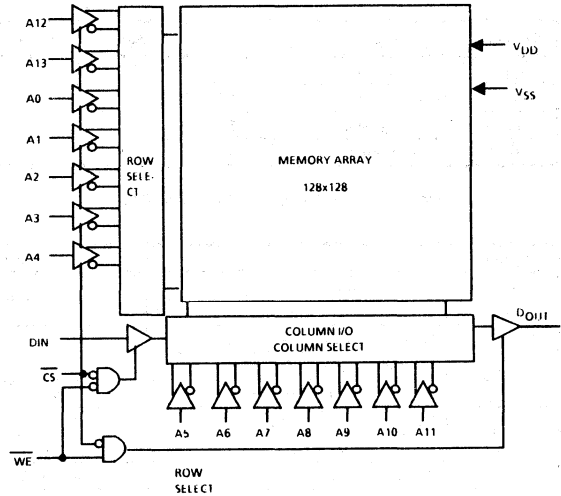 A12
A13
A0
A1
A2
A3
A4
ROW
SELE-
CT
MEMORY ARRAY
128x128
VDD
VSS
DIN
COLUMN I/O
COLUMN SELECT
DOUT
CS
WE
A5 A6 A7 A8 A9 A10 A11
ROW
SELECT